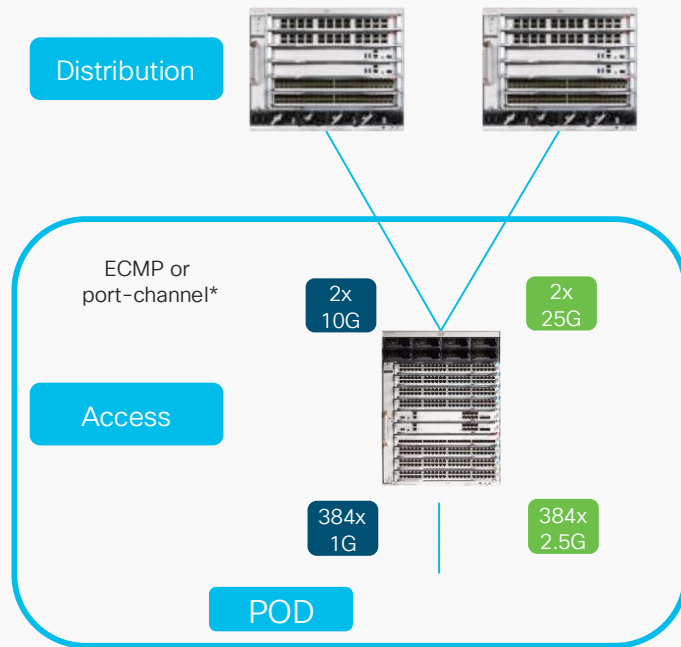 Distribution
ECMP or
port-channel*
2x
10G
2x
25G
Access
384x
1G
384x
2.5G
POD